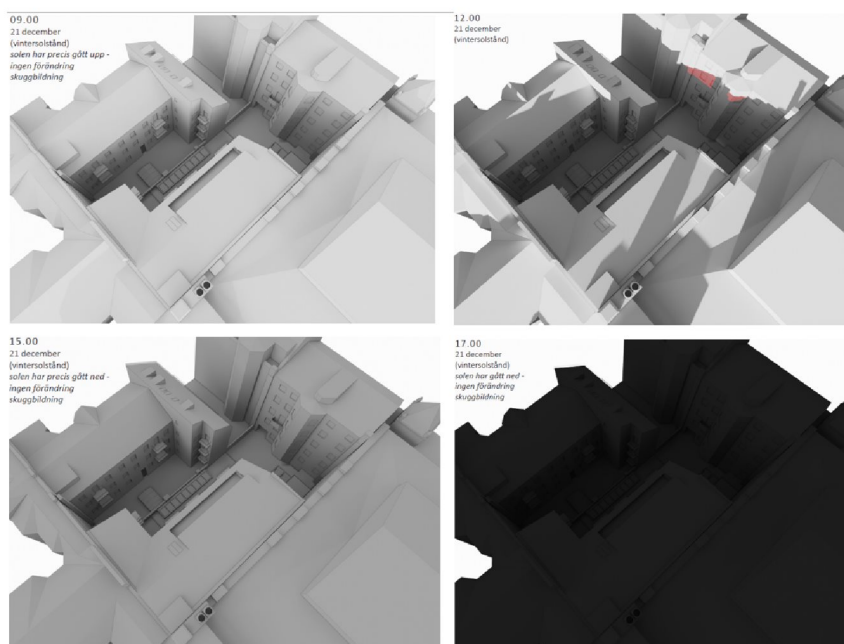 09.00
21 december
(vintersolstånd)
solen har precis gått upp -
ingen förändring
skuggbildning
12.00
21 december
(vintersolstånd)
15.00
21 december
(vintersolstånd)
solen har precis gått ned -
ingen förändring
skuggbildning
17.00
21 december
(vintersolstånd)
solen har gått ned -
ingen förändring
skuggbildning